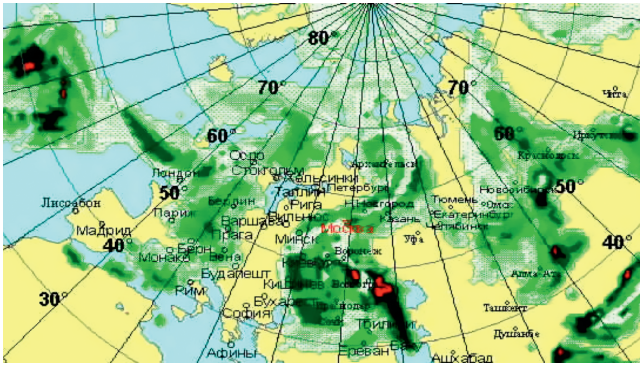 80°
70°
70°
Чита
60°
60°
Иркутск
Осло
Красноярск
Стокгольм
Хельсинки
Архангельск
Лондон
Таллин
Петербург
50°
Новосибирск
50°
Берлин
Рига
Н.Новгород
Тюмень
Омск
Лиссабон
Париж
Вильнюс
Казань
Екатеринбург
Варшава
Мадрид
Прага
Москва
Челябинск
40°
Берн
Минск
Уфа
40°
Монако
Вена
Воронеж
Киев
Будапешт
Алма-Ата
30°
Рим
Кишинев
Бухарест
София
Ташкент
Тбилиси
Афины
Ереван
Баку
Душанбе
Ашхабад